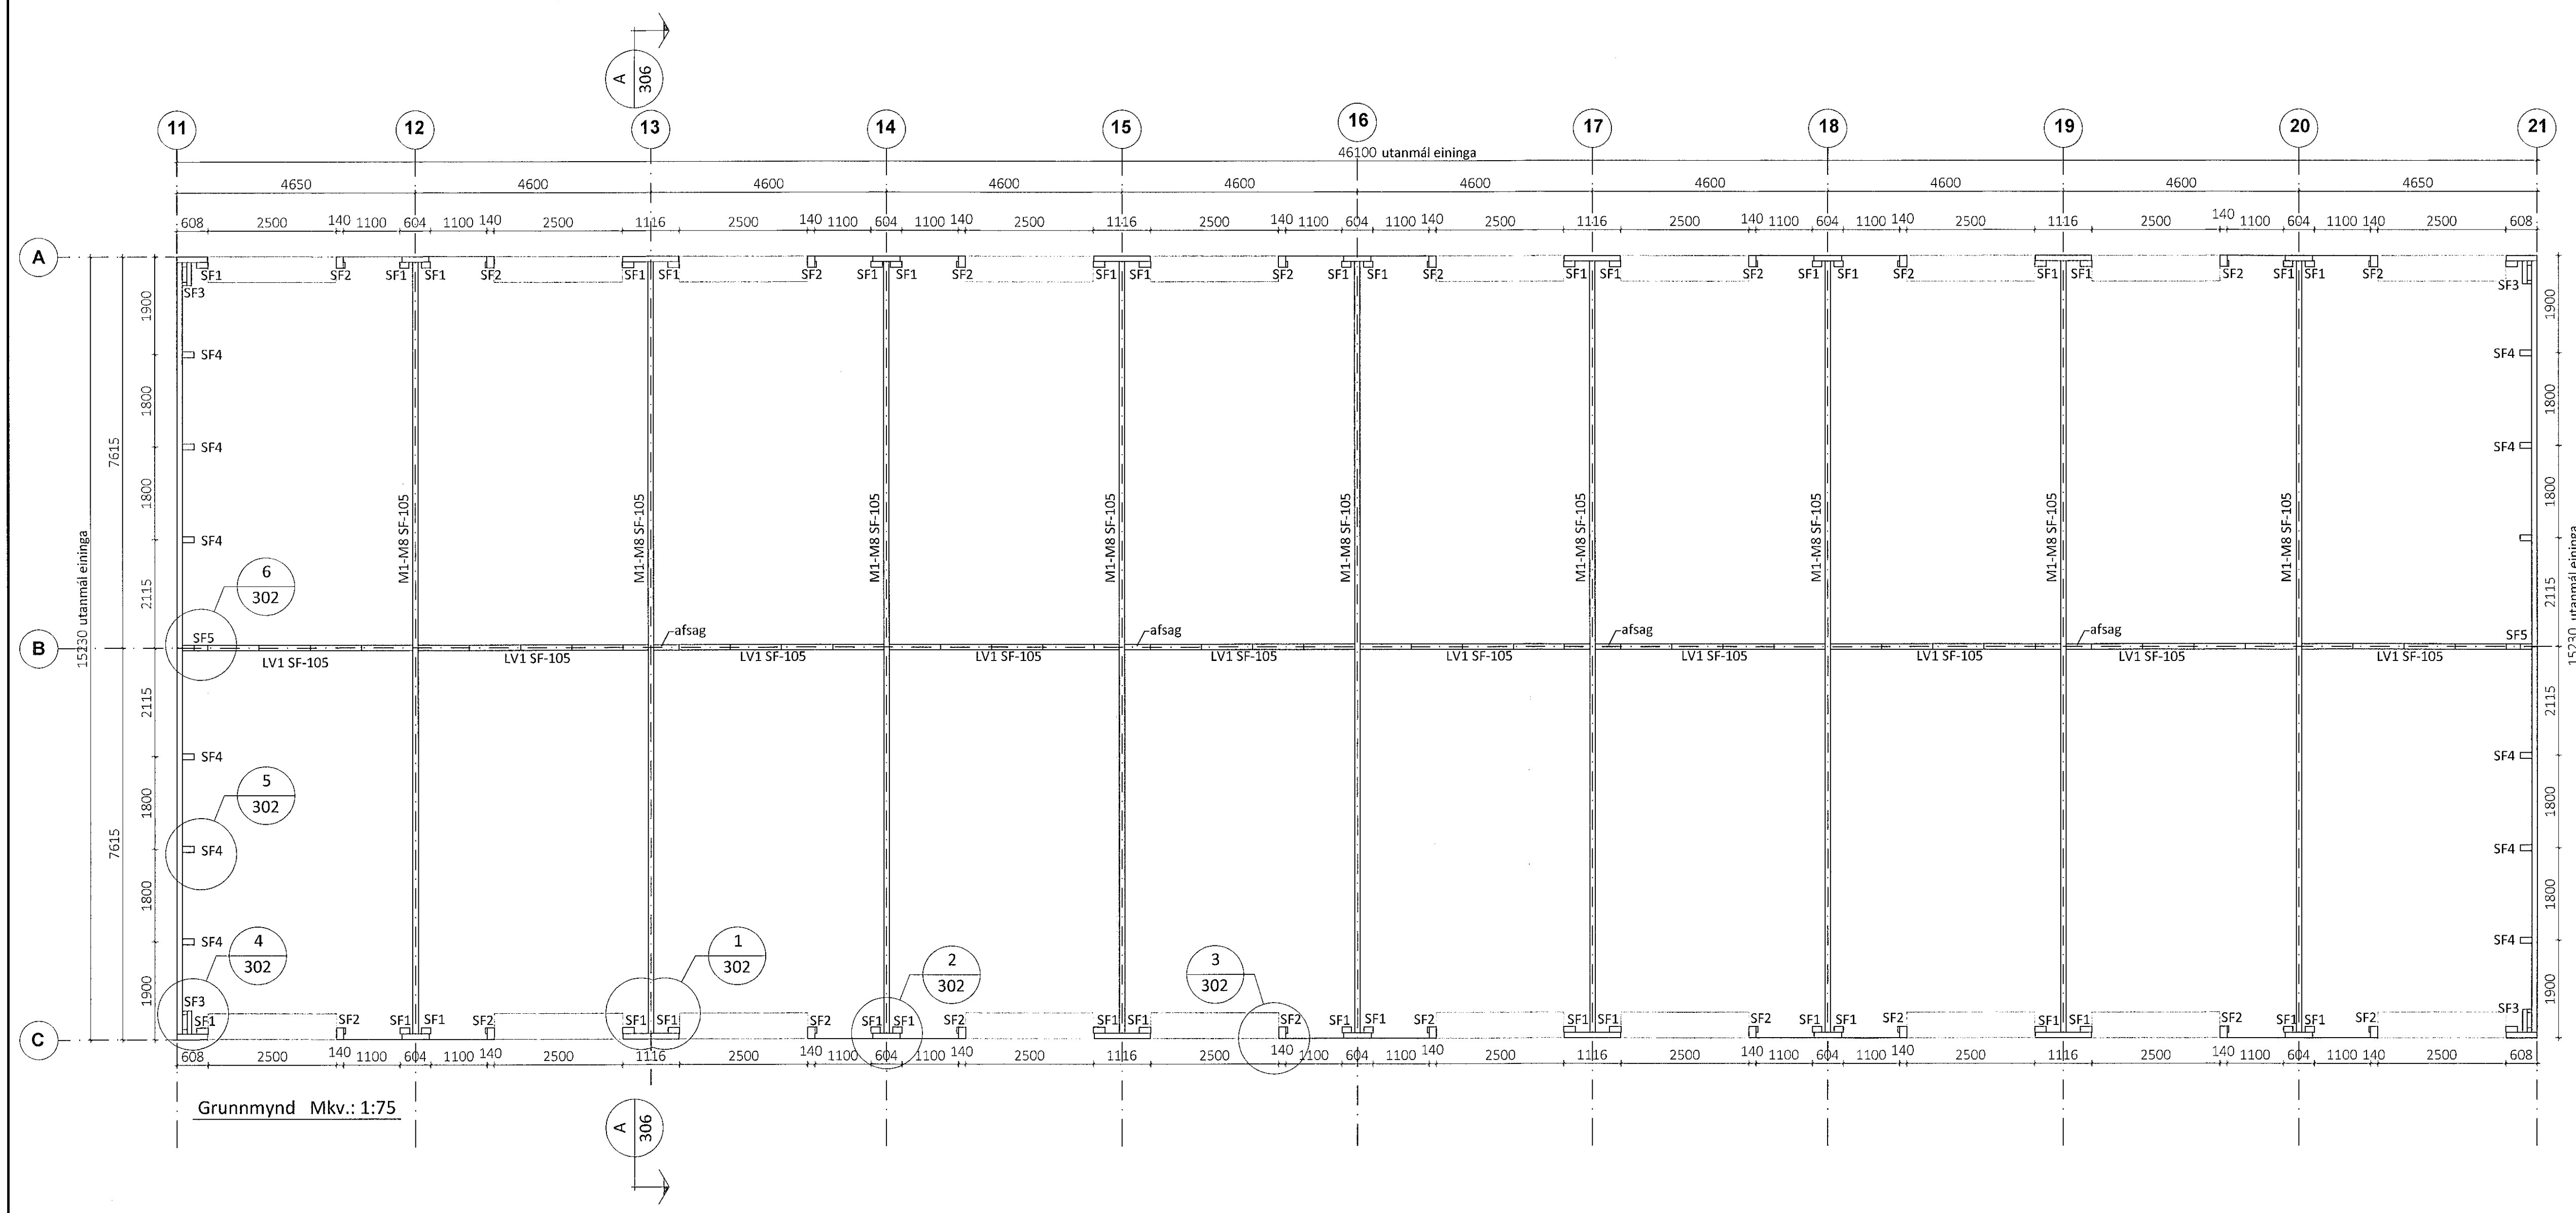 A
306
11 12 13 14 15 16 17 18 19 20 21
46100 utanmál eininga
4650 4600 4600 4600 4600 4600 4600 4600 4600 4650
608 2500 140 1100 604 1100 140 2500 1116 2500 140 1100 604 1100 140 2500 1116 2500 140 1100 604 1100 140 2500 1116 2500 140 1100 604 1100 140 2500 1116 2500 140 1100 604 1100 140 2500 608
A
SF1 SF2 SF1 SF1 SF2 SF1 SF1 SF2 SF1 SF1 SF2 SF1 SF1 SF2 SF1 SF1 SF2 SF1 SF1 SF2 SF1 SF1 SF2 SF1 SF1 SF2 SF1 SF1 SF2
SF3 SF3
1900 1900
SF4 SF4
1800 1800
SF4 SF4
7615
1800 1800
M1-M8 SF-105 M1-M8 SF-105 M1-M8 SF-105 M1-M8 SF-105 M1-M8 SF-105 M1-M8 SF-105 M1-M8 SF-105 M1-M8 SF-105 M1-M8 SF-105
SF4
6
302
2115 2115
15230 utanmál eininga 15230 utanmál eininga
afsag afsag afsag afsag
B
SF5 SF5
LV1 SF-105 LV1 SF-105 LV1 SF-105 LV1 SF-105 LV1 SF-105 LV1 SF-105 LV1 SF-105 LV1 SF-105 LV1 SF-105 LV1 SF-105
2115 2115
SF4 SF4
5
302
1800 1800
7615
SF4 SF4
1800 1800
SF4 SF4
4
302
1
302
2
302
3
302
1900 1900
SF3 SF3
SF1 SF2 SF1 SF1 SF2 SF1 SF1 SF2 SF1 SF1 SF2 SF1 SF1 SF2 SF1 SF1 SF2 SF1 SF1 SF2 SF1 SF1 SF2 SF1 SF1 SF2 SF1 SF1 SF2
C
608 2500 140 1100 604 1100 140 2500 1116 2500 140 1100 604 1100 140 2500 1116 2500 140 1100 604 1100 140 2500 1116 2500 140 1100 604 1100 140 2500 1116 2500 140 1100 604 1100 140 2500 608
Grunnmynd Mkv.: 1:75
A
306